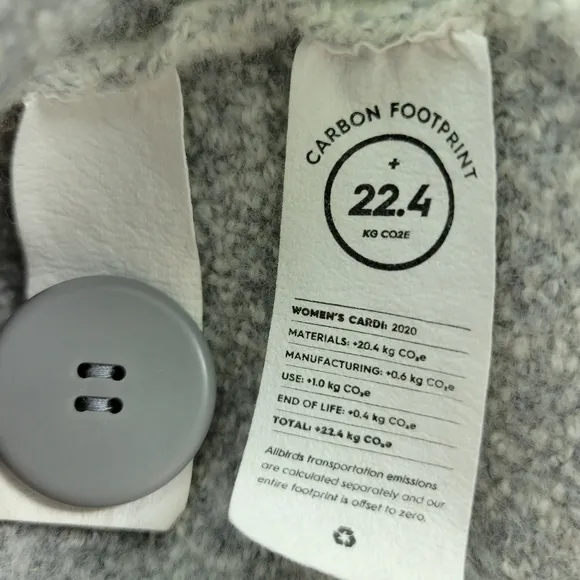 CARBON FOOTPRINT
+
22.4
KG CO2E
WOMEN'S CARDI: 2020
MATERIALS: +20.4 kg CO₂e
MANUFACTURING: +0.6 kg CO₂e
USE: +1.0 kg CO₂e
END OF LIFE: +0.4 kg CO₂e
TOTAL: +22.4 kg CO₂e
Allbirds transportation emissions
are calculated separately and our
entire footprint is offset to zero.